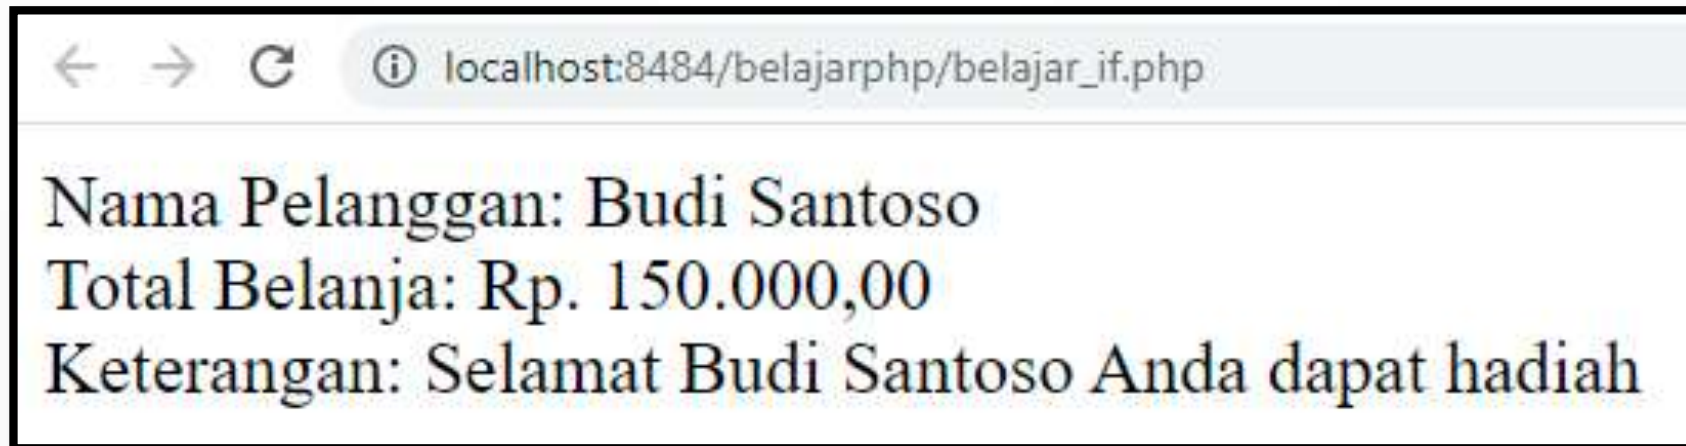 localhost:8484/belajarphp/belajar_if.php
Nama Pelanggan: Budi Santoso
Total Belanja: Rp. 150.000,00
Keterangan: Selamat Budi Santoso Anda dapat hadiah